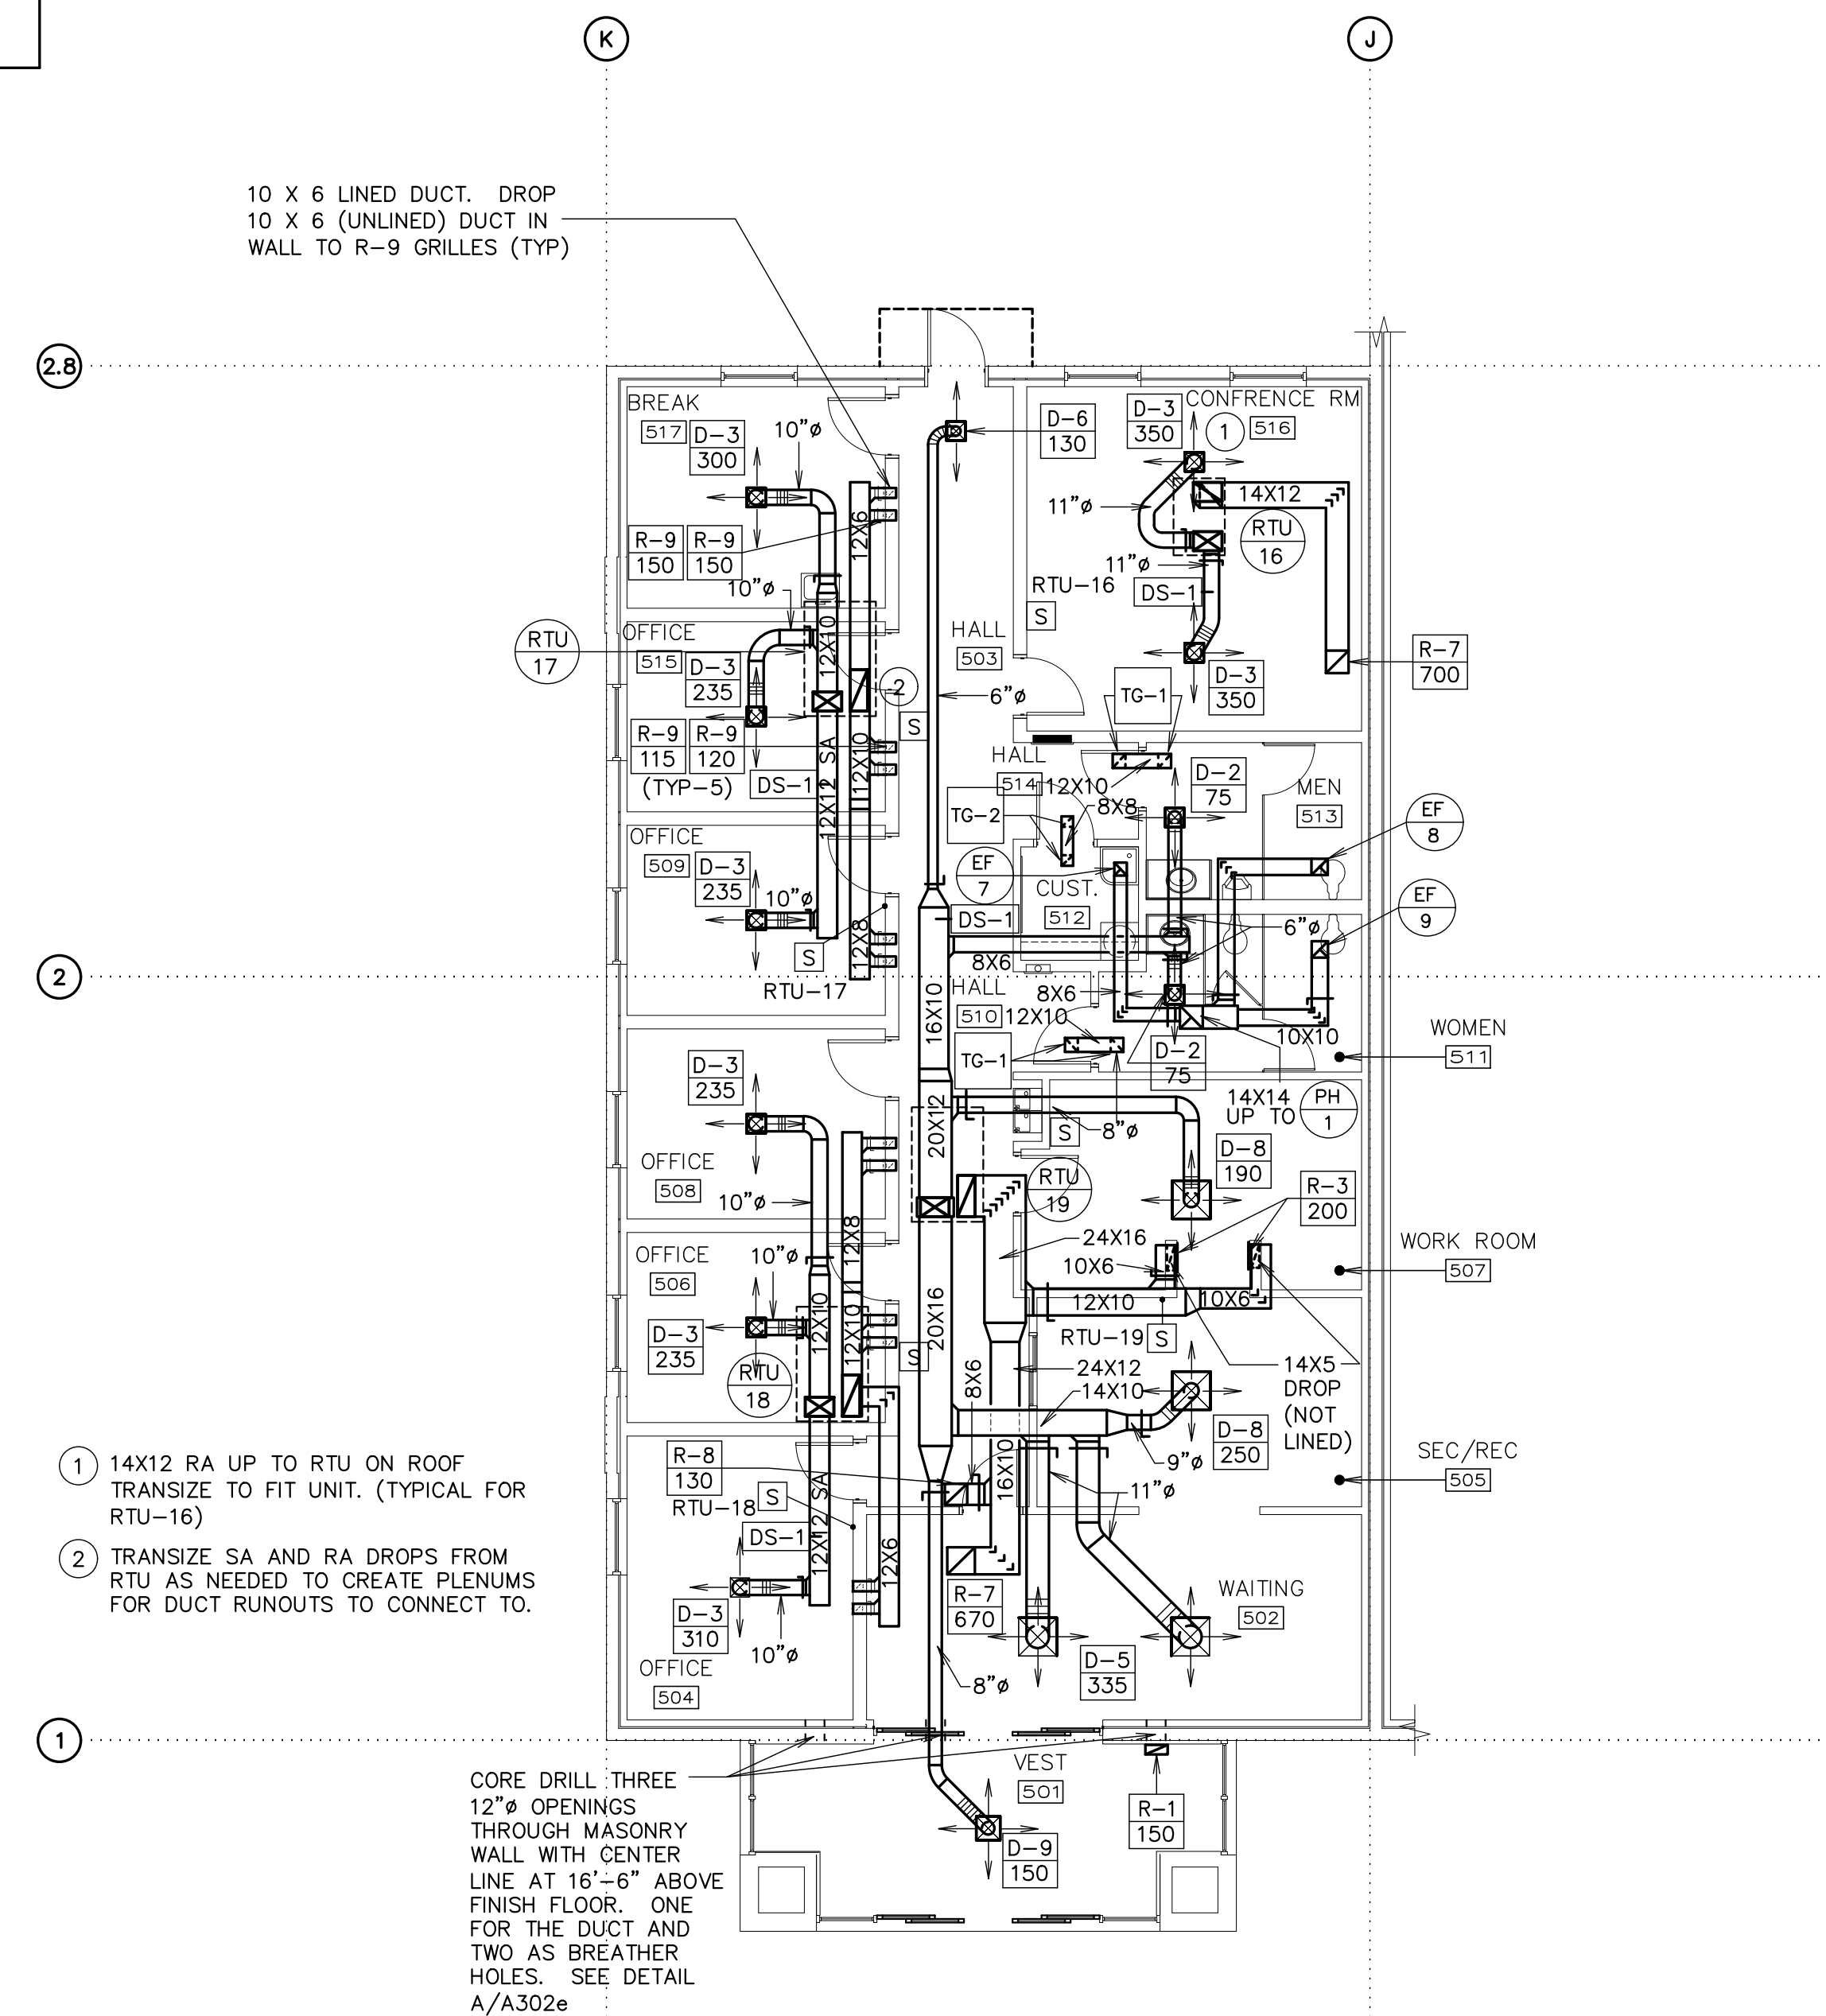 K
J
10 X 6 LINED DUCT. DROP
10 X 6 (UNLINED) DUCT IN
WALL TO R-9 GRILLES (TYP)
2.8
BREAK
517
D-3
300
10"ø
D-6
130
D-3
350
CONFRENCE RM
1
516
14X12
11"ø
RTU
16
12X6
R-9
150
R-9
150
10"ø
11"ø
RTU-16
DS-1
S
RTU
17
OFFICE
515
D-3
235
12X10
HALL
503
2
6"ø
R-7
700
TG-1
D-3
350
S
R-9
115
R-9
120
(TYP-5)
DS-1
12X12 SA
12X10
HALL
514
12X10
8X8
D-2
75
MEN
513
TG-2
EF
8
OFFICE
509
D-3
235
10"ø
EF
7
CUST.
512
EF
9
DS-1
6"ø
S
12X8
8X6
2
RTU-17
16X10
HALL
510
8X6
12X10
10X10
WOMEN
511
TG-1
D-2
75
D-3
235
14X14
UP TO
PH
1
20X12
S
8"ø
D-8
190
OFFICE
508
10"ø
RTU
19
R-3
200
12X8
24X16
10X6
WORK ROOM
507
OFFICE
506
10"ø
12X10
12X10
20X16
12X10
10X6
D-3
235
RTU-19
S
S
RTU
18
8X6
24X12
14X10
14X5
DROP
(NOT
LINED)
D-8
250
9"ø
SEC/REC
505
1
14X12 RA UP TO RTU ON ROOF
TRANSIZE TO FIT UNIT. (TYPICAL FOR
RTU-16)
R-8
130
16X10
11"ø
RTU-18
S
DS-1
12X12 SA
2
TRANSIZE SA AND RA DROPS FROM
RTU AS NEEDED TO CREATE PLENUMS
FOR DUCT RUNOUTS TO CONNECT TO.
12X6
D-3
310
10"ø
R-7
670
WAITING
502
D-5
335
OFFICE
504
8"ø
1
VEST
501
CORE DRILL THREE
12"ø OPENINGS
THROUGH MASONRY
WALL WITH CENTER
LINE AT 16'-6" ABOVE
FINISH FLOOR. ONE
FOR THE DUCT AND
TWO AS BREATHER
HOLES. SEE DETAIL
A/A302e
R-1
150
D-9
150